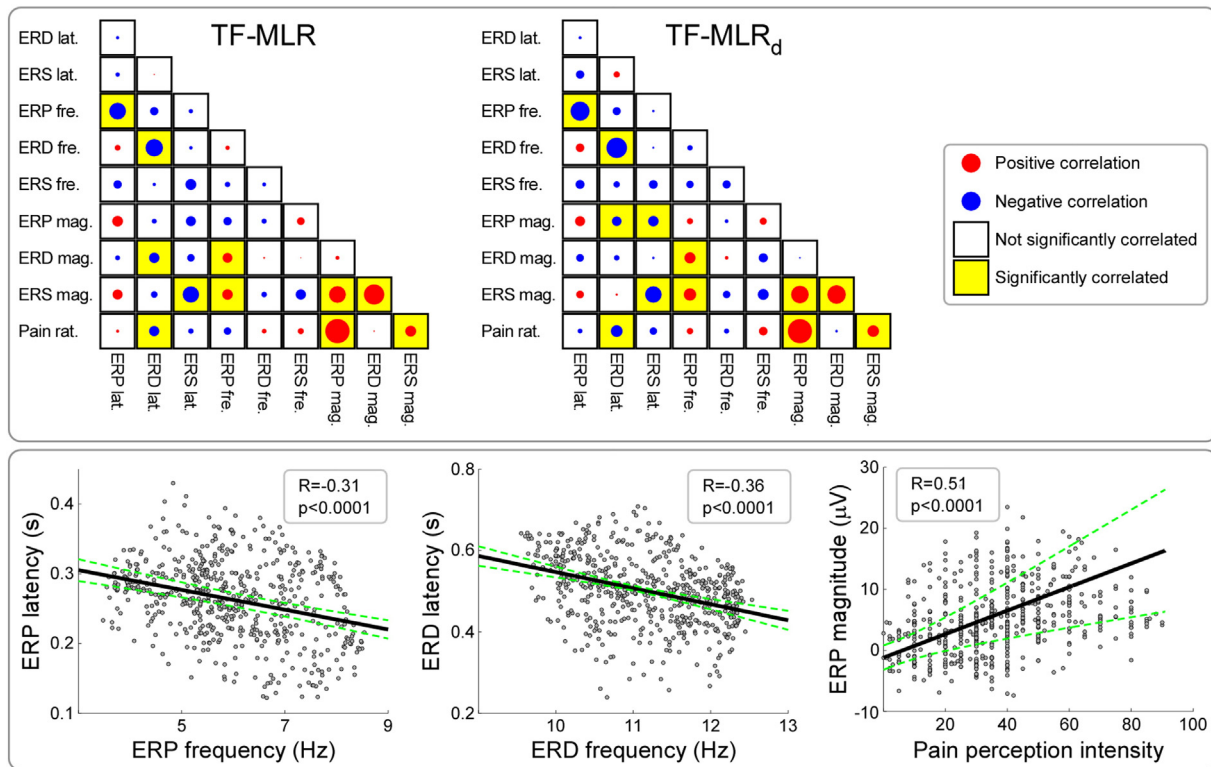 TF-MLR
ERD lat.
ERS lat.
ERP fre.
ERD fre.
ERS fre.
ERP mag.
ERD mag.
ERS mag.
Pain rat.
ERP lat.
ERD lat.
ERS lat.
ERP fre.
ERD fre.
ERS fre.
ERP mag.
ERD mag.
ERS mag.
TF-MLRd
ERD lat.
ERS lat.
ERP fre.
ERD fre.
ERS fre.
ERP mag.
ERD mag.
ERS mag.
Pain rat.
ERP lat.
ERD lat.
ERS lat.
ERP fre.
ERD fre.
ERS fre.
ERP mag.
ERD mag.
ERS mag.
Positive correlation
Negative correlation
Not significantly correlated
Significantly correlated
R=-0.31
p<0.0001
ERP latency (s)
0.4
0.3
0.2
0.1
5
7
9
ERP frequency (Hz)
R=-0.36
p<0.0001
ERD latency (s)
0.8
0.6
0.4
0.2
10
11
12
13
ERD frequency (Hz)
R=0.51
p<0.0001
ERP magnitude (μV)
30
20
10
0
-10
20
40
60
80
100
Pain perception intensity